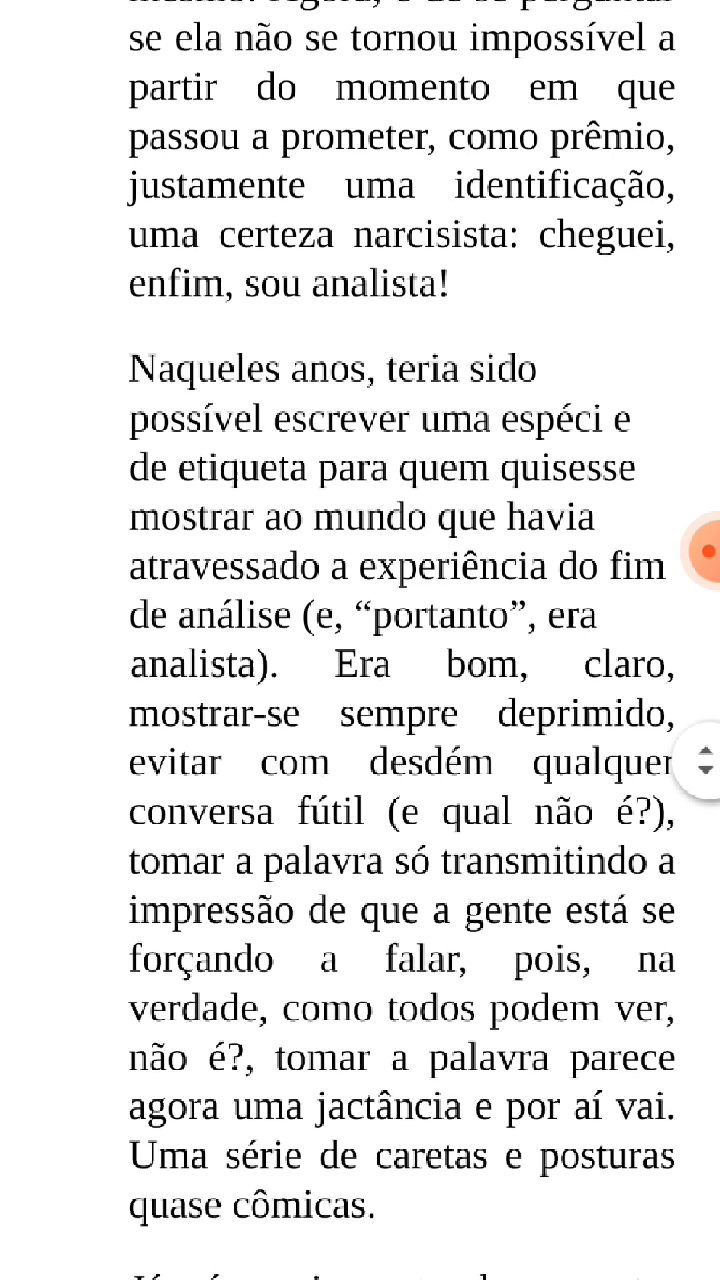 se ela não se tornou impossível a
partir do momento em que
passou a prometer, como prêmio,
justamente uma identificação,
uma certeza narcisista: cheguei,
enfim, sou analista!
Naqueles anos, teria sido
possível escrever uma espéci e
de etiqueta para quem quisesse
mostrar ao mundo que havia
atravessado a experiência do fim
de análise (e, “portanto”, era
analista). Era bom, claro,
mostrar-se sempre deprimido,
evitar com desdém qualquer
conversa fútil (e qual não é?),
tomar a palavra só transmitindo a
impressão de que a gente está se
forçando a falar, pois, na
verdade, como todos podem ver,
não é?, tomar a palavra parece
agora uma jactância e por aí vai.
Uma série de caretas e posturas
quase cômicas.